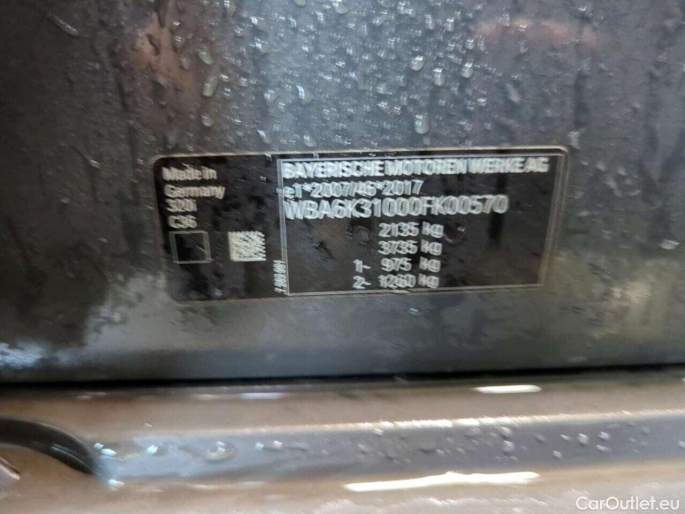 Made in
Germany
320i
C36
BAYERISCHE MOTOREN WERKE AG
e1*2007/46*2017
WBA6K31000FK00570
2135 kg
3735 kg
1- 975 kg
2- 1260 kg
CarOutlet.eu